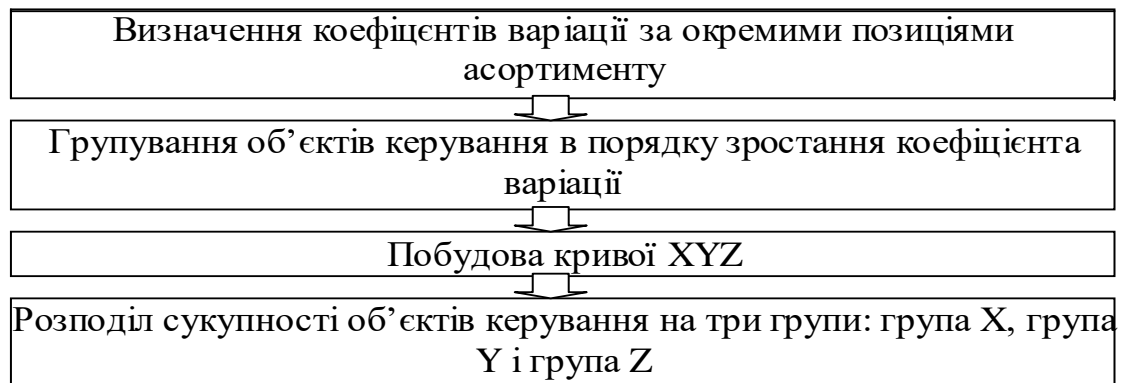 Визначення коефіцєнтів варіації за окремими позиціями
асортименту
Групування об’єктів керування в порядку зростання коефіцієнта
варіації
Побудова кривої XYZ
Розподіл сукупності об’єктів керування на три групи: група X, група
Y і група Z